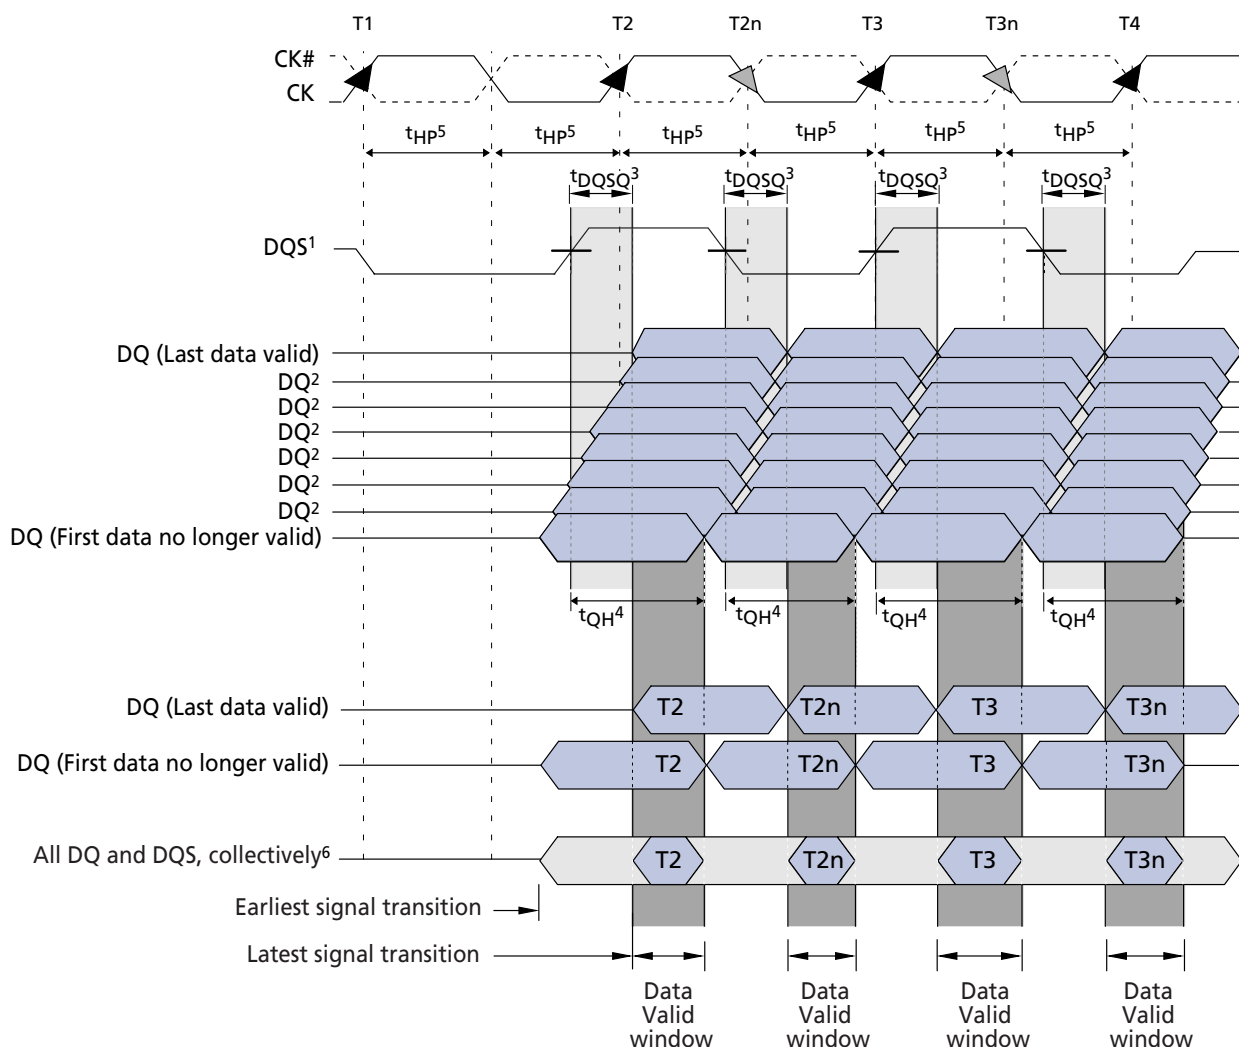 T1 T2 T2n T3 T3n T4
CK#
CK
tHP5 tHP5 tHP5 tHP5 tHP5 tHP5
tDQSQ3 tDQSQ3 tDQSQ3 tDQSQ3
DQS1
DQ (Last data valid)
DQ2
DQ2
DQ2
DQ2
DQ2
DQ2
DQ (First data no longer valid)
tQH4 tQH4 tQH4 tQH4
DQ (Last data valid) T2 T2n T3 T3n
DQ (First data no longer valid) T2 T2n T3 T3n
All DQ and DQS, collectively6 T2 T2n T3 T3n
Earliest signal transition
Latest signal transition
Data Data Data Data
Valid Valid Valid Valid
window window window window